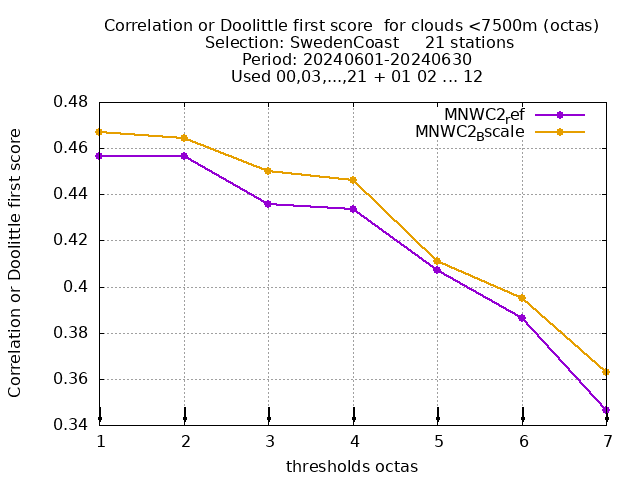 Correlation or Doolittle first score  for clouds <7500m (octas)
Selection: SwedenCoast     21 stations
Period: 20240601-20240630
Used 00,03,...,21 + 01 02 ... 12
MNWC2ref
MNWC2Bscale
Correlation or Doolittle first score
0.48
0.46
0.44
0.42
0.4
0.38
0.36
0.34
1 2 3 4 5 6 7
thresholds octas